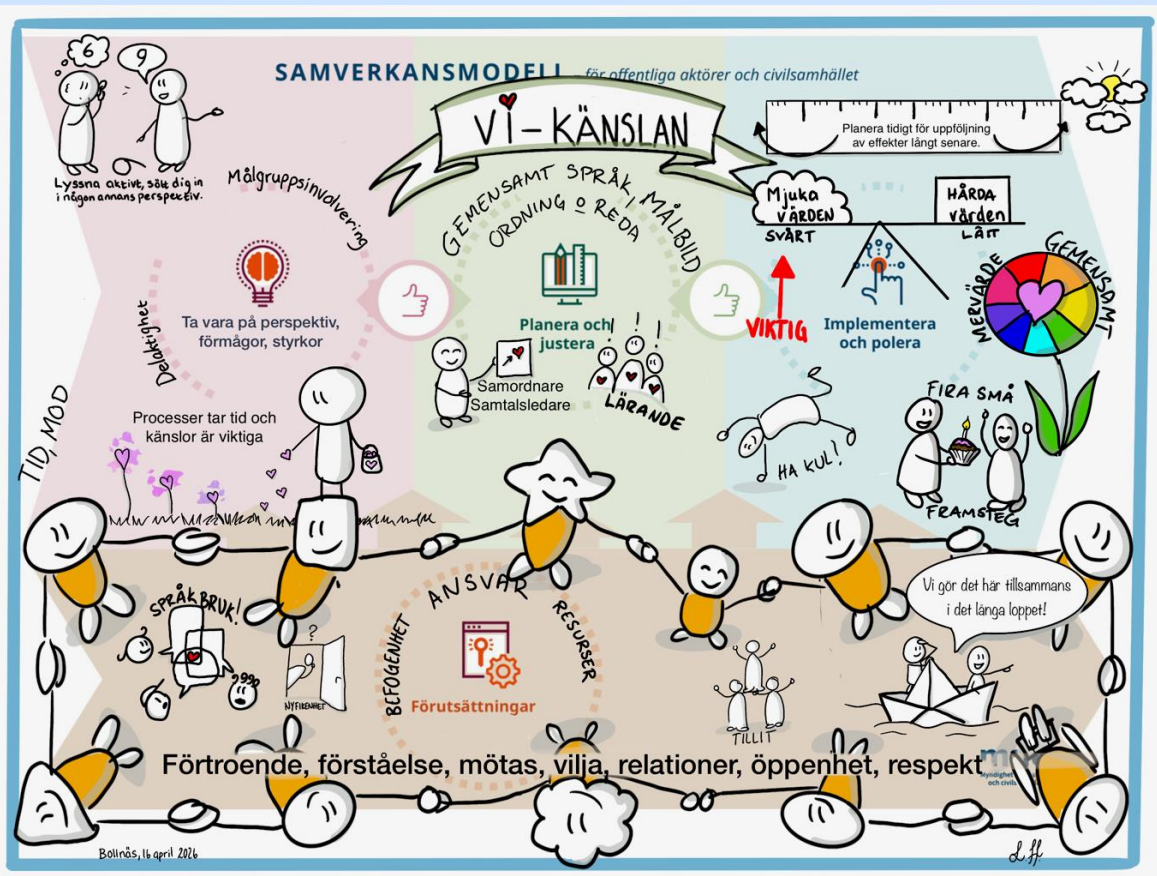 6
9
SAMVERKANSMODELL – för offentliga aktörer och civilsamhället
VI-KÄNSLAN
Planera tidigt för uppföljning
av effekter långt senare.
Lyssna aktivt, sätt dig in
i någon annans perspektiv.
Målgruppsinvolvering
Delaktighet
GEMENSAMT SPRÅK, MÅLBILD
ORDNING O REDA
Mjuka
VÄRDEN
SVÅRT
HÅRDA
värden
LÄTT
VIKTIG
MERVÄRDE
GEMENSAMT
Ta vara på perspektiv,
förmågor, styrkor
Planera och
justera
!!!
Implementera
och polera
Samordnare
Samtalsledare
LÄRANDE
Processer tar tid och
känslor är viktiga
TID, MOD
HA KUL!
FIRA SMÅ
FRAMSTEG
SPRÅKBRUK!
?
NYFIKENHET
BEFOGENHET
ANSVAR
RESURSER
Förutsättningar
TILLIT
Vi gör det här tillsammans
i det långa loppet!
Förtroende, förståelse, mötas, vilja, relationer, öppenhet, respekt
Myndighet
och civils
Bollnäs, 16 april 2026